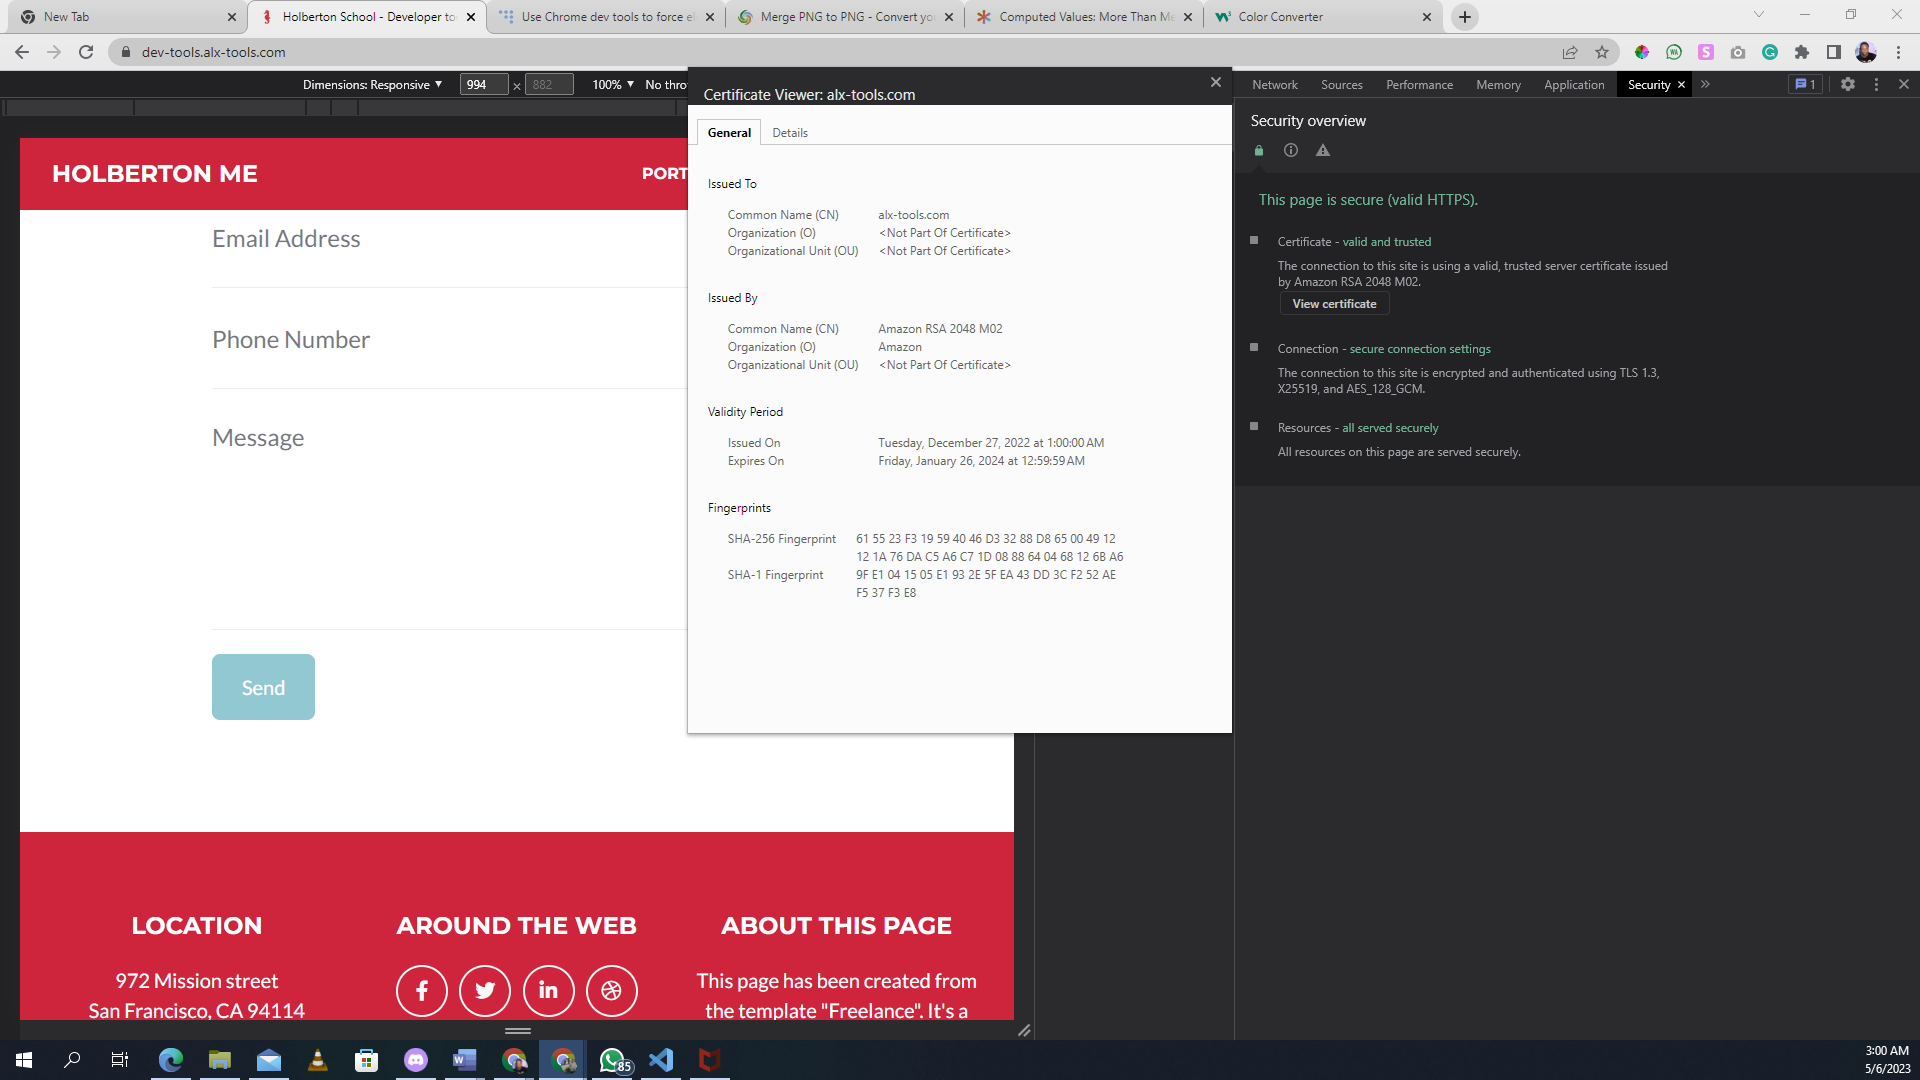 New Tab
Holberton School - Developer to
Use Chrome dev tools to force el
Merge PNG to PNG - Convert yo
Computed Values: More Than Me
Color Converter
dev-tools.alx-tools.com
Dimensions: Responsive
994 × 882
100%
No thro
Network
Sources
Performance
Memory
Application
Security
1
Certificate Viewer: alx-tools.com
General
Details
Issued To
Common Name (CN) alx-tools.com
Organization (O) <Not Part Of Certificate>
Organizational Unit (OU) <Not Part Of Certificate>
Issued By
Common Name (CN) Amazon RSA 2048 M02
Organization (O) Amazon
Organizational Unit (OU) <Not Part Of Certificate>
Validity Period
Issued On Tuesday, December 27, 2022 at 1:00:00 AM
Expires On Friday, January 26, 2024 at 12:59:59 AM
Fingerprints
SHA-256 Fingerprint 61 55 23 F3 19 59 40 46 D3 32 88 D8 65 00 49 12
12 1A 76 DA C5 A6 C7 1D 08 88 64 04 68 12 6B A6
SHA-1 Fingerprint 9F E1 04 15 05 E1 93 2E 5F EA 43 DD 3C F2 52 AE
F5 37 F3 E8
Security overview
This page is secure (valid HTTPS).
Certificate - valid and trusted
The connection to this site is using a valid, trusted server certificate issued
by Amazon RSA 2048 M02.
View certificate
Connection - secure connection settings
The connection to this site is encrypted and authenticated using TLS 1.3,
X25519, and AES_128_GCM.
Resources - all served securely
All resources on this page are served securely.
HOLBERTON ME
PORT
Email Address
Phone Number
Message
Send
LOCATION
972 Mission street
San Francisco, CA 94114
AROUND THE WEB
ABOUT THIS PAGE
This page has been created from
the template "Freelance". It's a
85
3:00 AM
5/6/2023